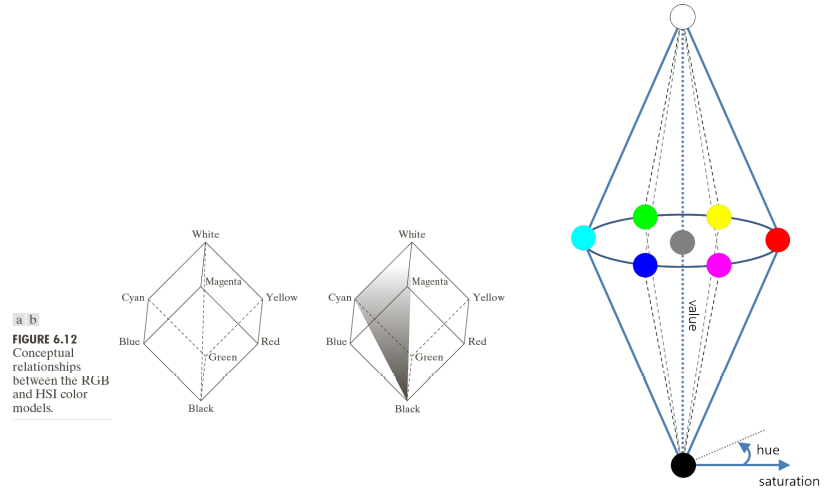 a b
FIGURE 6.12
Conceptual
relationships
between the RGB
and HSI color
models.
White
Magenta
Cyan
Yellow
Blue
Red
Green
Black
White
Magenta
Cyan
Yellow
Blue
Red
Green
Black
value
hue
saturation